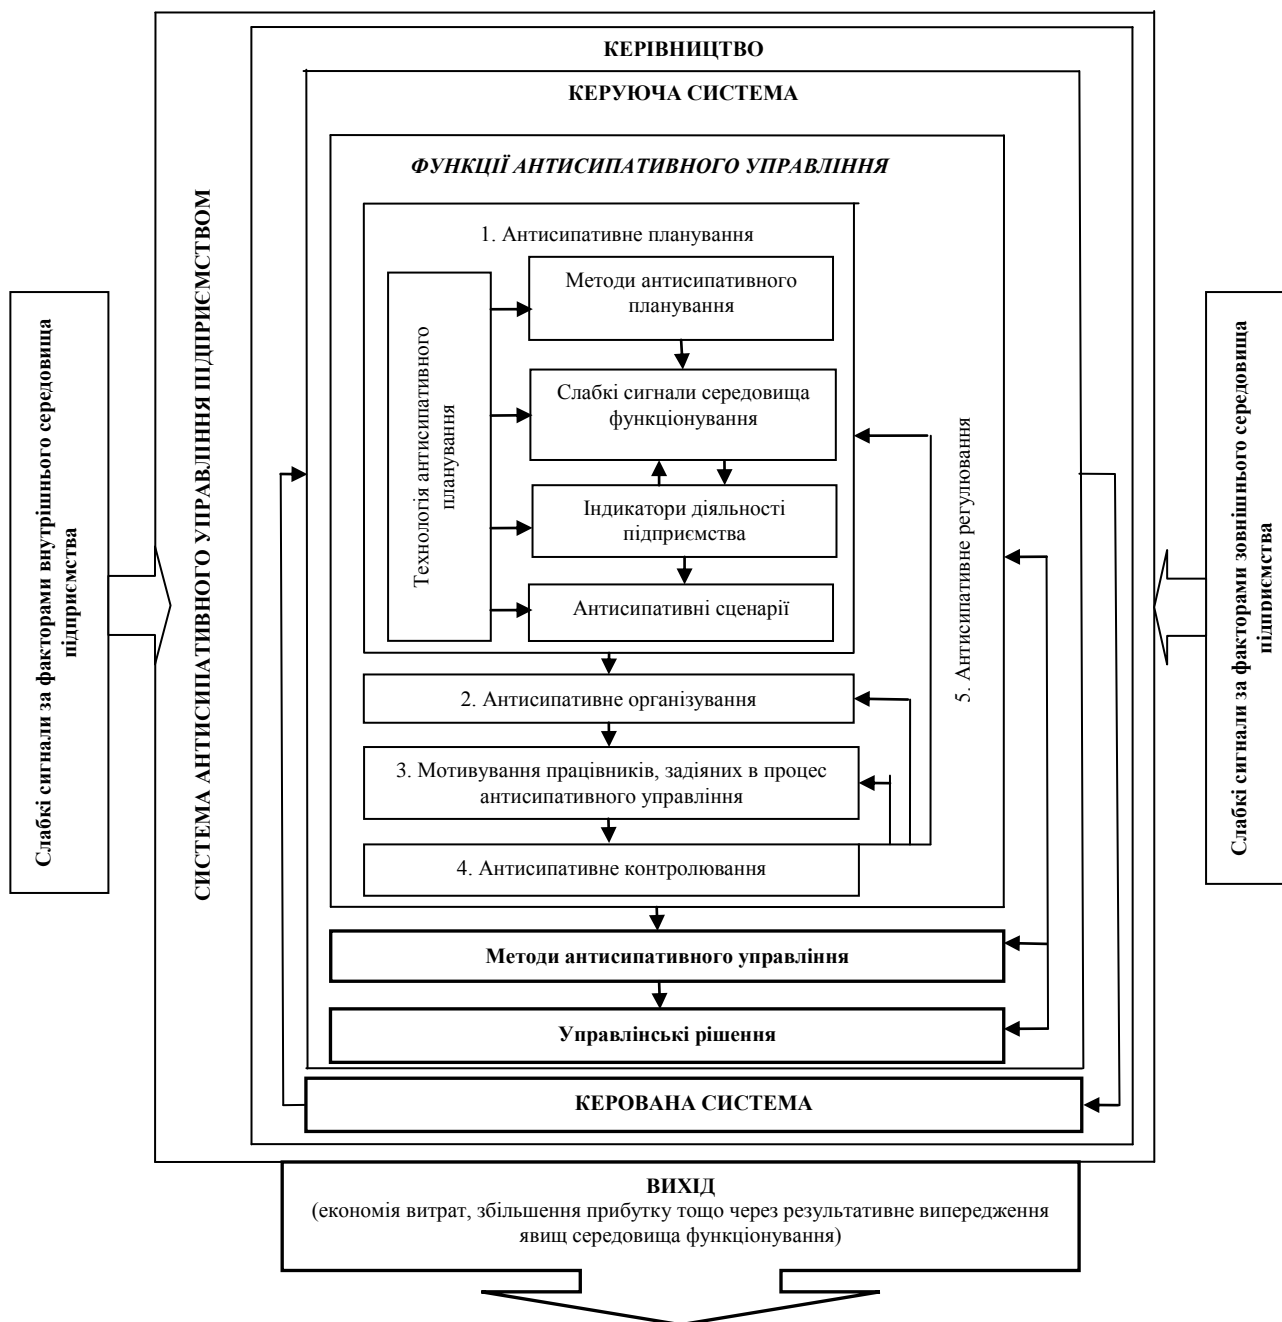 КЕРІВНИЦТВО
КЕРУЮЧА СИСТЕМА
ФУНКЦІЇ АНТИСИПАТИВНОГО УПРАВЛІННЯ
1. Антисипативне планування
Технологія антисипативного
планування
Методи антисипативного
планування
Слабкі сигнали середовища
функціонування
Індикатори діяльності
підприємства
Антисипативні сценарії
2. Антисипативне організування
3. Мотивування працівників, задіяних в процес
антисипативного управління
4. Антисипативне контролювання
5. Антисипативе регулювання
Методи антисипативного управління
Управлінські рішення
КЕРОВАНА СИСТЕМА
СИСТЕМА АНТИСИПАТИВНОГО УПРАВЛІННЯ ПІДПРИЄМСТВОМ
Слабкі сигнали за факторами внутрішнього середовища
підприємства
Слабкі сигнали за факторами зовнішнього середовища
підприємства
ВИХІД
(економія витрат, збільшення прибутку тощо через результативне випередження
явищ середовища функціонування)